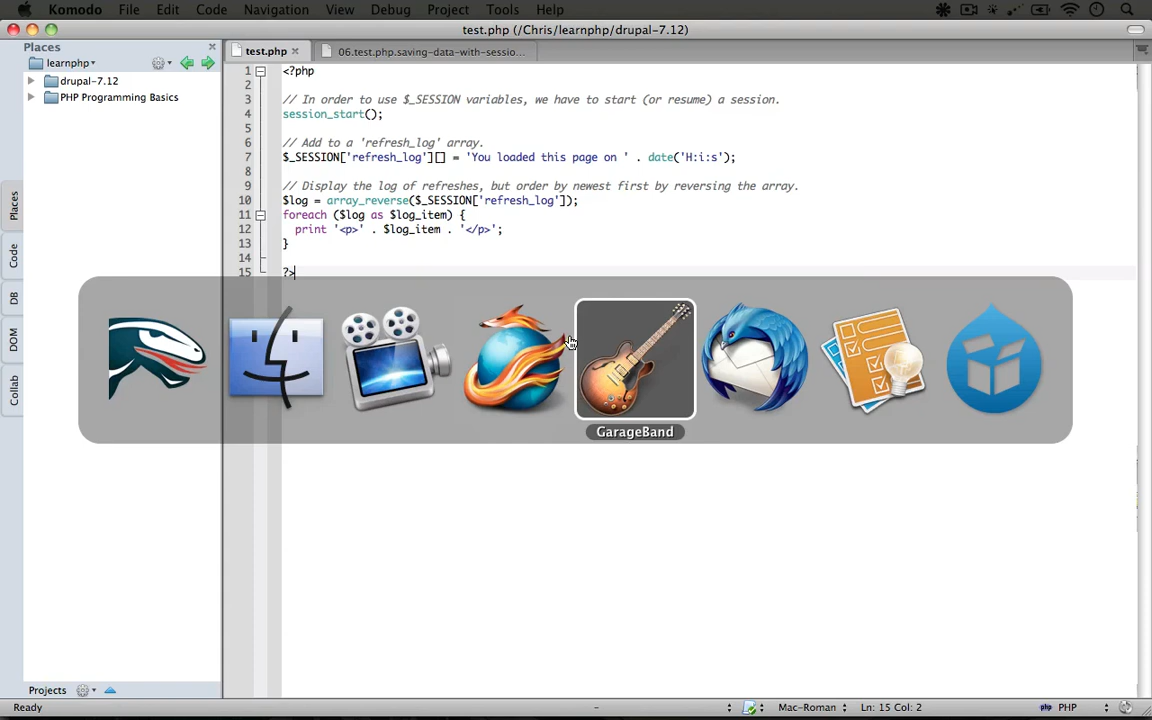 Komodo File Edit Code Navigation View Debug Project Tools Help
test.php (/Chris/learnphp/drupal-7.12)
Places
test.php
06.test.php.saving-data-with-sessio...
learnphp
drupal-7.12
PHP Programming Basics
Places
Code
DB
DOM
Collab
1 <?php
2
3 // In order to use $_SESSION variables, we have to start (or resume) a session.
4 session_start();
5
6 // Add to a 'refresh_log' array.
7 $_SESSION['refresh_log'][] = 'You loaded this page on ' . date('H:i:s');
8
9 // Display the log of refreshes, but order by newest first by reversing the array.
10 $log = array_reverse($_SESSION['refresh_log']);
11 foreach ($log as $log_item) {
12 print '<p>' . $log_item . '</p>';
13 }
14
15 ?>
GarageBand
Projects
Ready
Mac-Roman
Ln: 15 Col: 2
php PHP